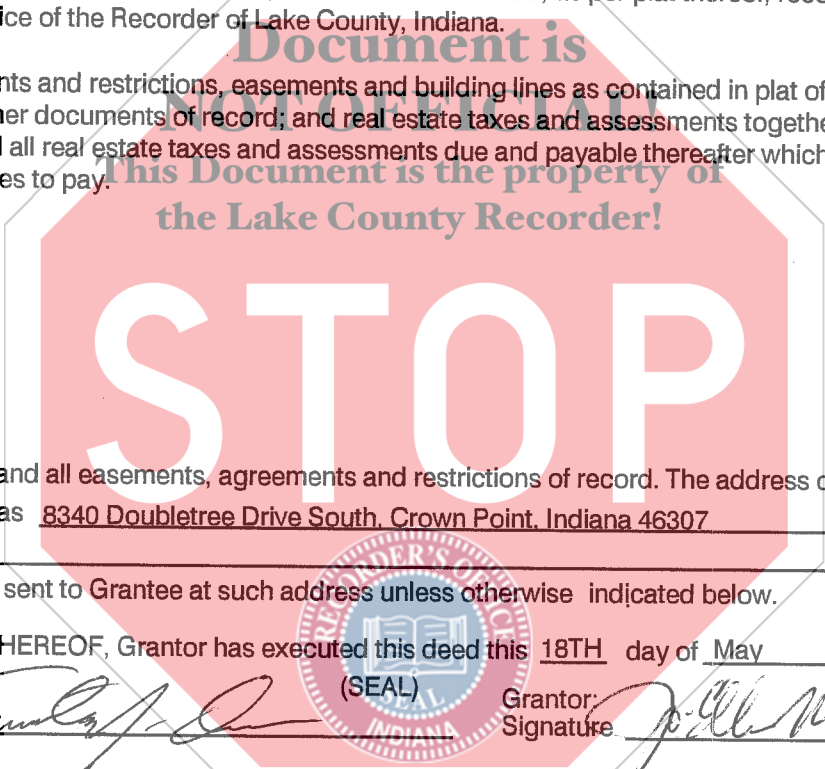 ice of the Recorder of Lake County, Indiana.
Document is
nts and restrictions, easements and building lines as contained in plat of
NOT OFFICIAL!
er documents of record; and real estate taxes and assessments togethe
all real estate taxes and assessments due and payable thereafter which
es to pay.
This Document is the property of
the Lake County Recorder!
STOP
and all easements, agreements and restrictions of record. The address o
as 8340 Doubletree Drive South, Crown Point, Indiana 46307
sent to Grantee at such address unless otherwise indicated below.
HEREOF, Grantor has executed this deed this 18TH day of May
(SEAL)
Grantor:
Signature
RECORDER'S OFFICE
SEAL
INDIANA